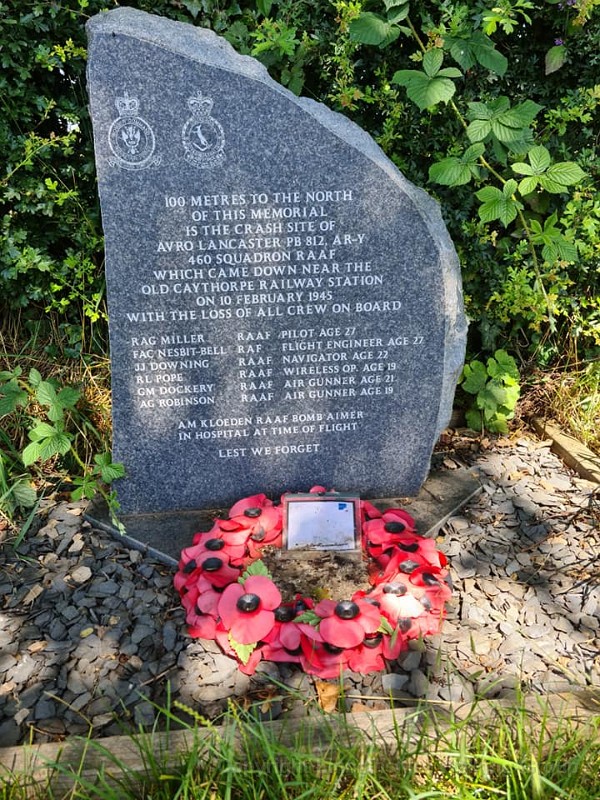 100 METRES TO THE NORTH
OF THIS MEMORIAL
IS THE CRASH SITE OF
AVRO LANCASTER PB 812, AR-Y
460 SQUADRON RAAF
WHICH CAME DOWN NEAR THE
OLD CAYTHORPE RAILWAY STATION
ON 10 FEBRUARY 1945
WITH THE LOSS OF ALL CREW ON BOARD
RAG MILLER RAAF PILOT AGE 27
FAC NESBIT-BELL RAF FLIGHT ENGINEER AGE 27
JJ DOWNING RAAF NAVIGATOR AGE 22
RL POPE RAAF WIRELESS OP. AGE 19
GM DOCKERY RAAF AIR GUNNER AGE 21
AG ROBINSON RAAF AIR GUNNER AGE 19
AM KLOEDEN RAAF BOMB AIMER
IN HOSPITAL AT TIME OF FLIGHT
LEST WE FORGET